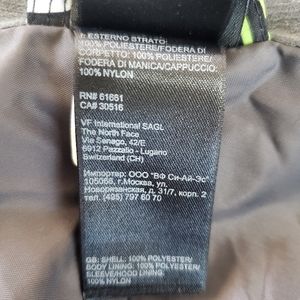 E. ESTERNO STRATO:
100% POLIESTERE/FODERA DI
CORPETTO: 100% POLIESTERE/
FODERA DI MANICA/CAPPUCCIO:
100% NYLON
RN# 61661
CA# 30516
VF International SAGL
The North Face
Via Senago, 42/E
6912 Pazzallo - Lugano
Switzerland (CH)
Импортер: ООО "ВФ Си-Ай-Эс"
105066, г.Москва, ул.
Новорязанская, д. 31/7, корп. 2
тел. (495) 797 60 70
GB: SHELL: 100% POLYESTER/
BODY LINING: 100% POLYESTER/
SLEEVE/HOOD LINING:
100% NYLON